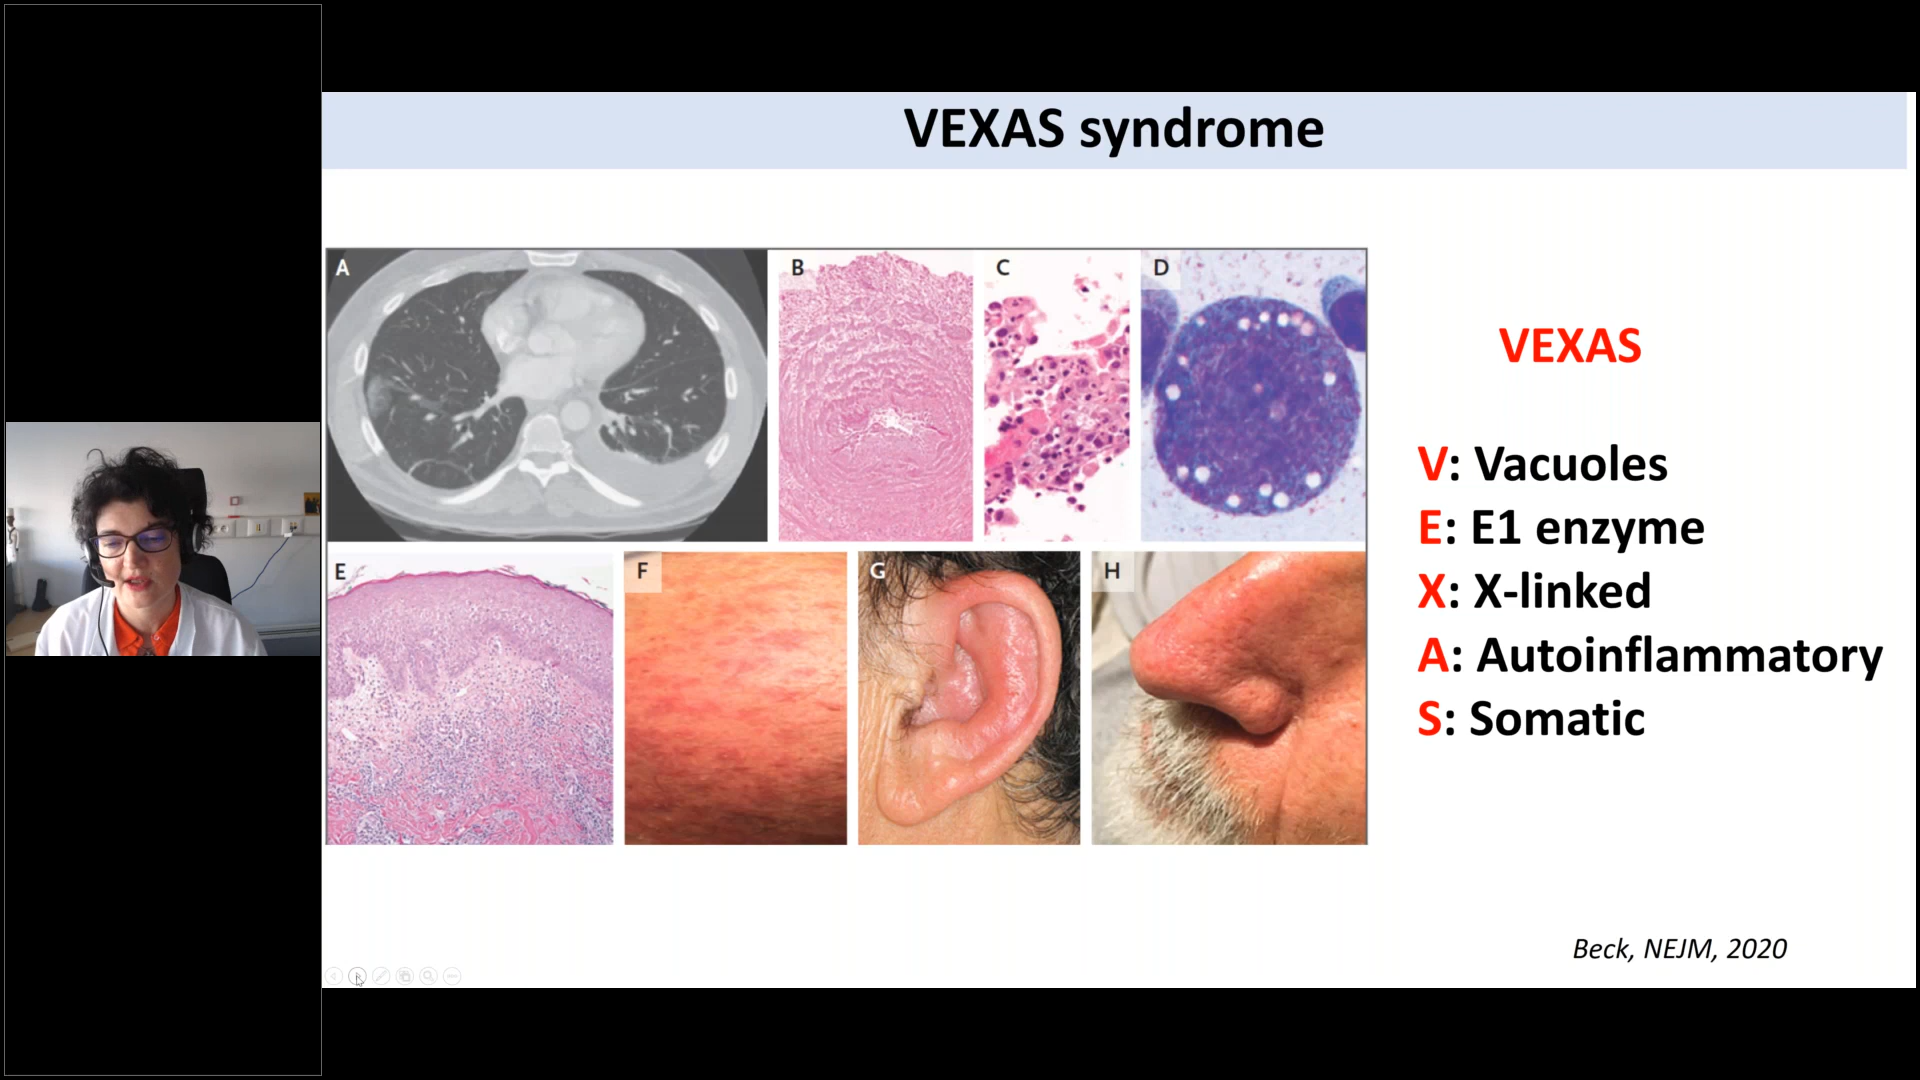 VEXAS syndrome
A
B
C
D
E
F
G
H
VEXAS
V: Vacuoles
E: E1 enzyme
X: X-linked
A: Autoinflammatory
S: Somatic
Beck, NEJM, 2020